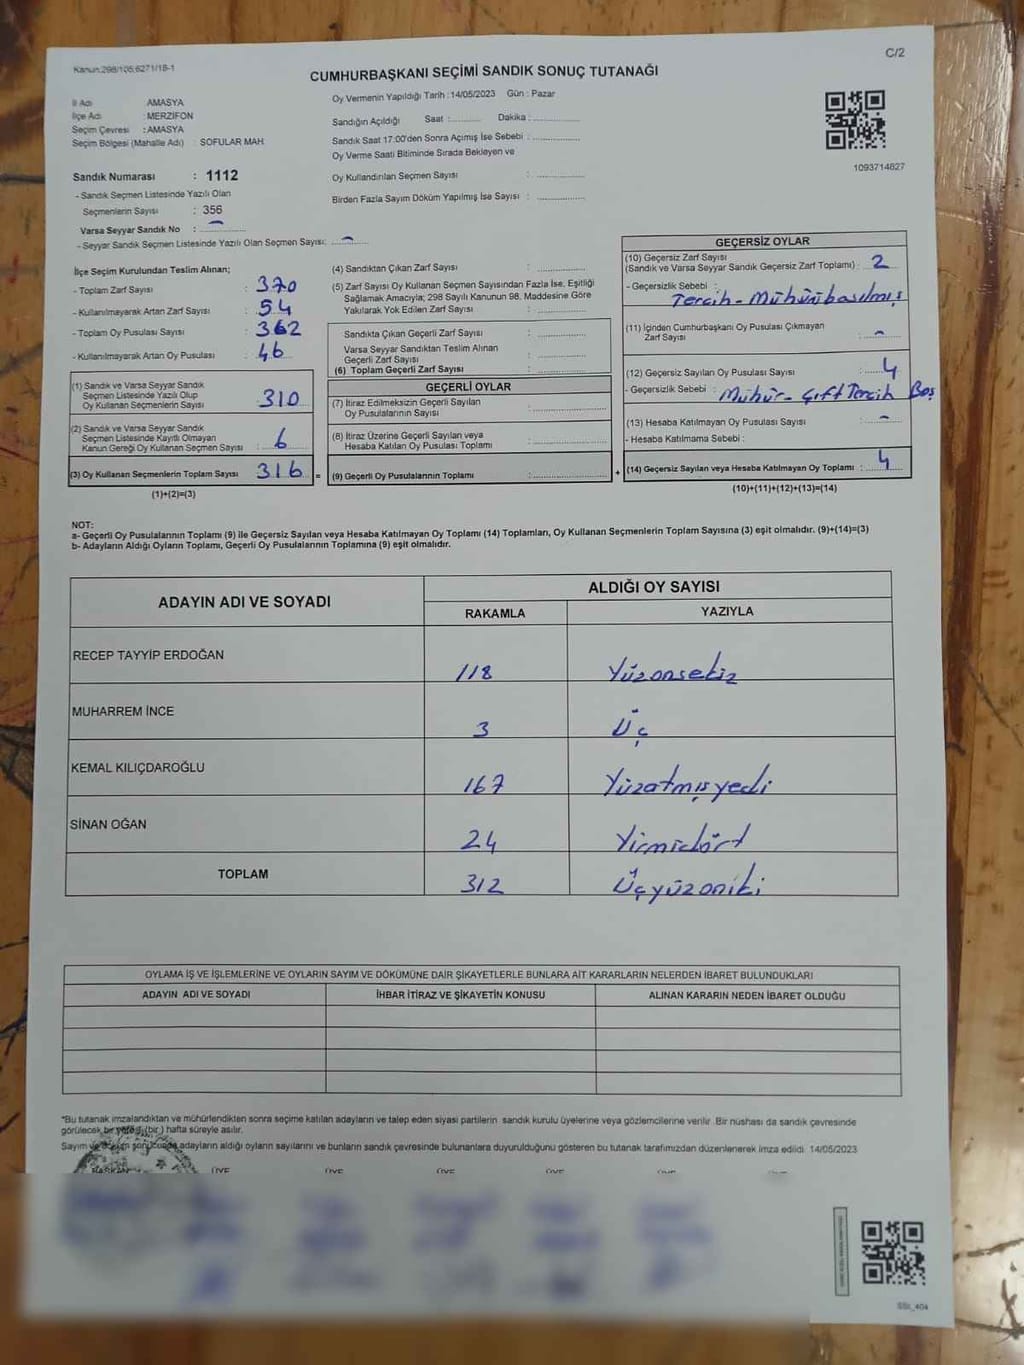 C/2
Kanun:298/105;6271/18-1
CUMHURBAŞKANI SEÇİMİ SANDIK SONUÇ TUTANAĞI
İl Adı : AMASYA
İlçe Adı : MERZİFON
Seçim Çevresi : AMASYA
Seçim Bölgesi (Mahalle Adı) : SOFULAR MAH
Sandık Numarası : 1112
- Sandık Seçmen Listesinde Yazılı Olan
Seçmenlerin Sayısı : 356
Varsa Seyyar Sandık No : -
- Seyyar Sandık Seçmen Listesinde Yazılı Olan Seçmen Sayısı: -
Oy Vermenin Yapıldığı Tarih :14/05/2023 Gün : Pazar
Sandığın Açıldığı Saat :.......... Dakika :..............
Sandık Saat 17:00'den Sonra Açımış İse Sebebi :..............
Oy Verme Saati Bitiminde Sırada Bekleyen ve
Oy Kullandırılan Seçmen Sayısı :..............
Birden Fazla Sayım Döküm Yapılmış İse Sayısı :..............
1093714627
İlçe Seçim Kurulundan Teslim Alınan;
- Toplam Zarf Sayısı : 370
- Kullanılmayarak Artan Zarf Sayısı : 54
- Toplam Oy Pusulası Sayısı : 362
- Kullanılmayarak Artan Oy Pusulası : 46
(1) Sandık ve Varsa Seyyar Sandık
Seçmen Listesinde Yazılı Olup
Oy Kullanan Seçmenlerin Sayısı : 310
(2) Sandık ve Varsa Seyyar Sandık
Seçmen Listesinde Kayıtlı Olmayan
Kanun Gereği Oy Kullanan Seçmen Sayısı : 6
(3) Oy Kullanan Seçmenlerin Toplam Sayısı 316 =
(1)+(2)=(3)
(4) Sandıktan Çıkan Zarf Sayısı :..............
(5) Zarf Sayısı Oy Kullanan Seçmen Sayısından Fazla İse, Eşitliği
Sağlamak Amacıyla; 298 Sayılı Kanunun 98. Maddesine Göre
Yakılarak Yok Edilen Zarf Sayısı :..............
Sandıkta Çıkan Geçerli Zarf Sayısı :..............
Varsa Seyyar Sandıktan Teslim Alınan
Geçerli Zarf Sayısı :..............
(6) Toplam Geçerli Zarf Sayısı :..............
GEÇERLİ OYLAR
(7) İtiraz Edilmeksizin Geçerli Sayılan
Oy Pusulalarının Sayısı :..............
(8) İtiraz Üzerine Geçerli Sayılan veya
Hesaba Katılan Oy Pusulası Toplamı :..............
(9) Geçerli Oy Pusulalarının Toplamı :.............. +
GEÇERSİZ OYLAR
(10) Geçersiz Zarf Sayısı
(Sandık ve Varsa Seyyar Sandık Geçersiz Zarf Toplamı) : 2
- Geçersizlik Sebebi :
Tercih - Mühürü basılmış
(11) İçinden Cumhurbaşkanı Oy Pusulası Çıkmayan
Zarf Sayısı : -
(12) Geçersiz Sayılan Oy Pusulası Sayısı : 4
- Geçersizlik Sebebi : Mühür - Çift Tercih Boş
(13) Hesaba Katılmayan Oy Pusulası Sayısı : -
- Hesaba Katılmama Sebebi :
(14) Geçersiz Sayılan veya Hesaba Katılmayan Oy Toplamı : 4
(10)+(11)+(12)+(13)=(14)
NOT:
a- Geçerli Oy Pusulalarının Toplamı (9) ile Geçersiz Sayılan veya Hesaba Katılmayan Oy Toplamı (14) Toplamları, Oy Kullanan Seçmenlerin Toplam Sayısına (3) eşit olmalıdır. (9)+(14)=(3)
b- Adayların Aldığı Oyların Toplamı, Geçerli Oy Pusulalarının Toplamına (9) eşit olmalıdır.
ADAYIN ADI VE SOYADI ALDIĞI OY SAYISI
RAKAMLA YAZIYLA
RECEP TAYYİP ERDOĞAN 118 Yüzonsekiz
MUHARREM İNCE 3 Üç
KEMAL KILIÇDAROĞLU 167 Yüzatmışyedi
SİNAN OĞAN 24 Yirmidört
TOPLAM 312 Üçyüzoniki
OYLAMA İŞ VE İŞLEMLERİNE VE OYLARIN SAYIM VE DÖKÜMÜNE DAİR ŞİKAYETLERLE BUNLARA AİT KARARLARIN NELERDEN İBARET BULUNDUKLARI
ADAYIN ADI VE SOYADI İHBAR İTİRAZ VE ŞİKAYETİN KONUSU ALINAN KARARIN NEDEN İBARET OLDUĞU
*Bu tutanak imzalandıktan ve mühürlendikten sonra seçime katılan adayların ve talep eden siyasi partilerin sandık kurulu üyelerine veya gözlemcilerine verilir. Bir nüshası da sandık çevresinde
görülecek bir yere (bir) hafta süreyle asılır.
Sayım ve döküm sonucunda adayların aldığı oyların sayılarını ve bunların sandık çevresinde bulunanlara duyurulduğunu gösteren bu tutanak tarafımızdan düzenlenerek imza edildi. 14/05/2023
BAŞKAN ÜYE ÜYE ÜYE ÜYE ÜYE
SSt_404